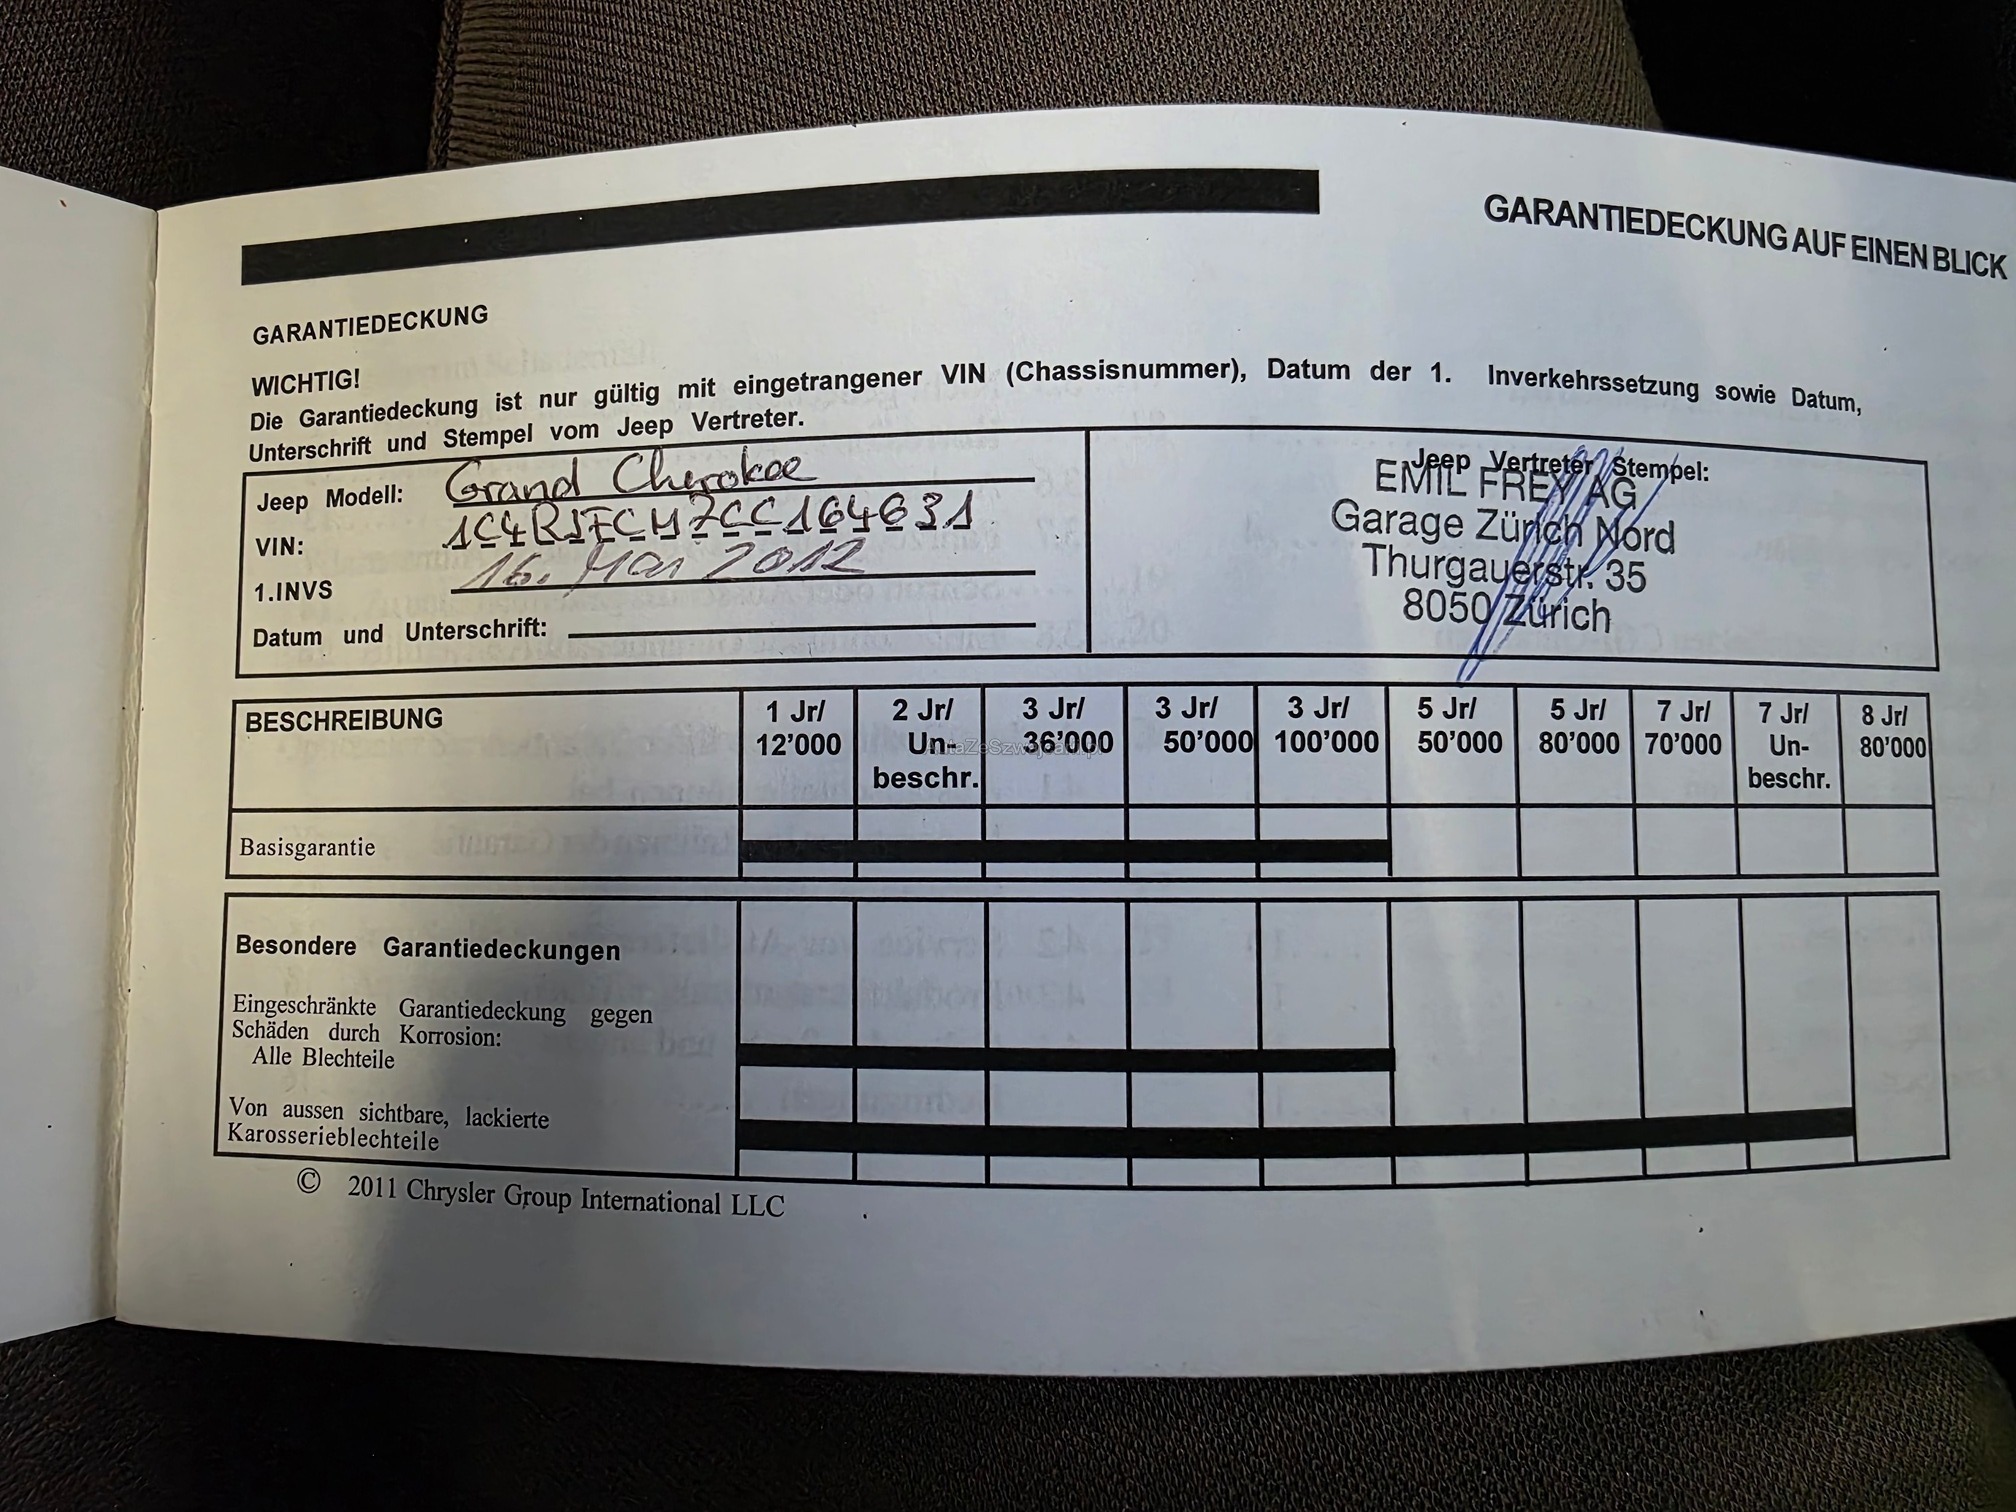 GARANTIEDECKUNG AUF EINEN BLICK
GARANTIEDECKUNG
WICHTIG!
Die Garantiedeckung ist nur gültig mit eingetrangener VIN (Chassisnummer), Datum der 1. Inverkehrssetzung sowie Datum,
Unterschrift und Stempel vom Jeep Vertreter.
Jeep Modell: Grand Cherokee
VIN:
1.INVS 16. Mai 2012
Datum und Unterschrift:
Jeep Vertreter Stempel:
EMIL FREY AG
Garage Zürich Nord
Thurgauerstr. 35
8050 Zürich
BESCHREIBUNG
1 Jr/
12'000
2 Jr/
Un-
beschr.
3 Jr/
36'000
3 Jr/
50'000
3 Jr/
100'000
5 Jr/
50'000
5 Jr/
80'000
7 Jr/
70'000
7 Jr/
Un-
beschr.
8 Jr/
80'000
AutaZeSzwajcarii.pl
Basisgarantie
Besondere Garantiedeckungen
Eingeschränkte Garantiedeckung gegen
Schäden durch Korrosion:
Alle Blechteile
Von aussen sichtbare, lackierte
Karosserieblechteile
© 2011 Chrysler Group International LLC